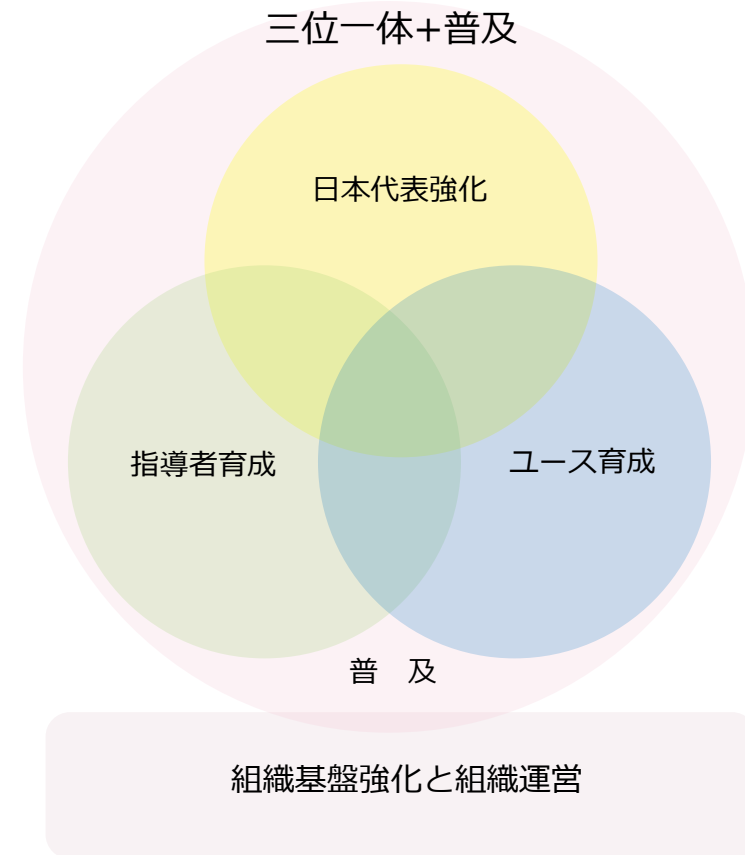 三位一体+普及
日本代表強化
指導者育成
ユース育成
普　及
組織基盤強化と組織運営